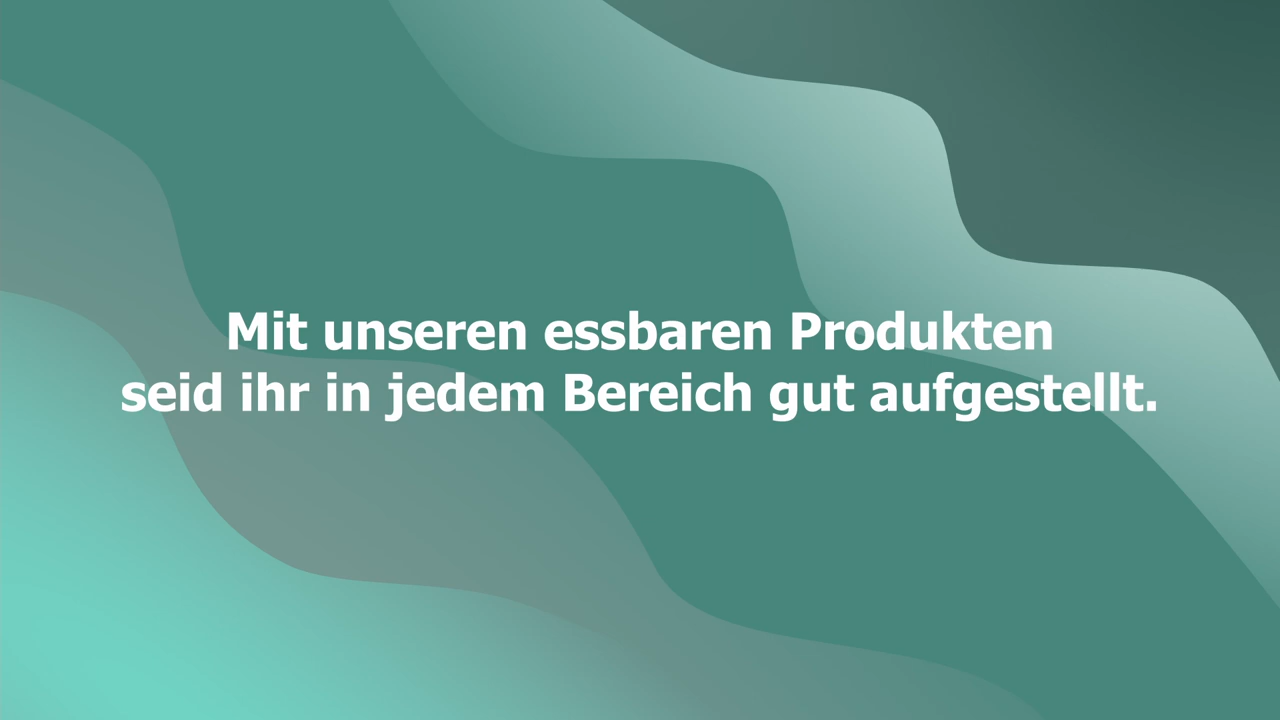 Mit unseren essbaren Produkten
seid ihr in jedem Bereich gut aufgestellt.